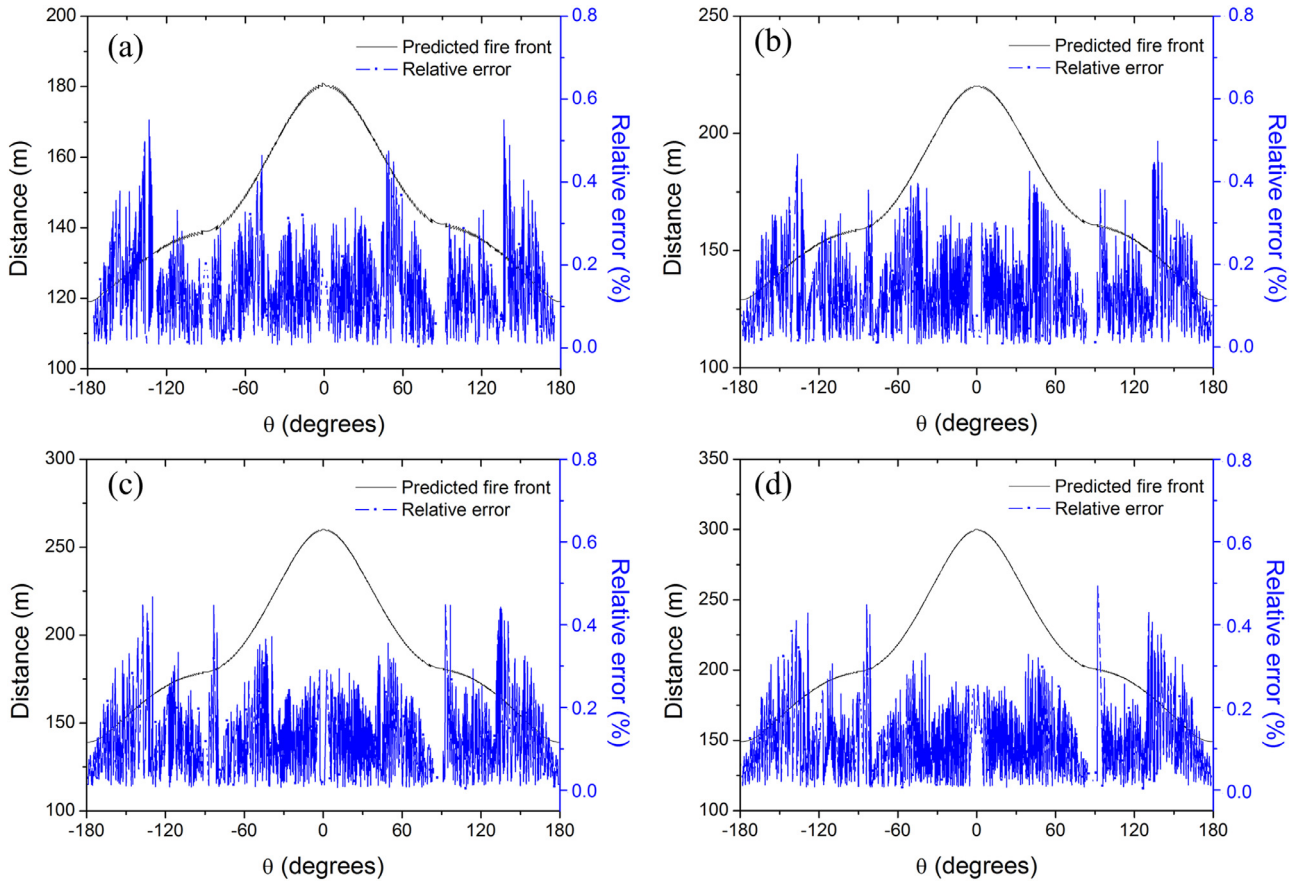 (a)
Predicted fire front
Relative error
Distance (m)
200
180
160
140
120
100
0.8
0.6
0.4
0.2
0.0
Relative error (%)
-180 -120 -60 0 60 120 180
θ (degrees)
(b)
Predicted fire front
Relative error
Distance (m)
250
200
150
100
0.8
0.6
0.4
0.2
0.0
Relative error (%)
-180 -120 -60 0 60 120 180
θ (degrees)
(c)
Predicted fire front
Relative error
Distance (m)
300
250
200
150
100
0.8
0.6
0.4
0.2
0.0
Relative error (%)
-180 -120 -60 0 60 120 180
θ (degrees)
(d)
Predicted fire front
Relative error
Distance (m)
350
300
250
200
150
100
0.8
0.6
0.4
0.2
0.0
Relative error (%)
-180 -120 -60 0 60 120 180
θ (degrees)